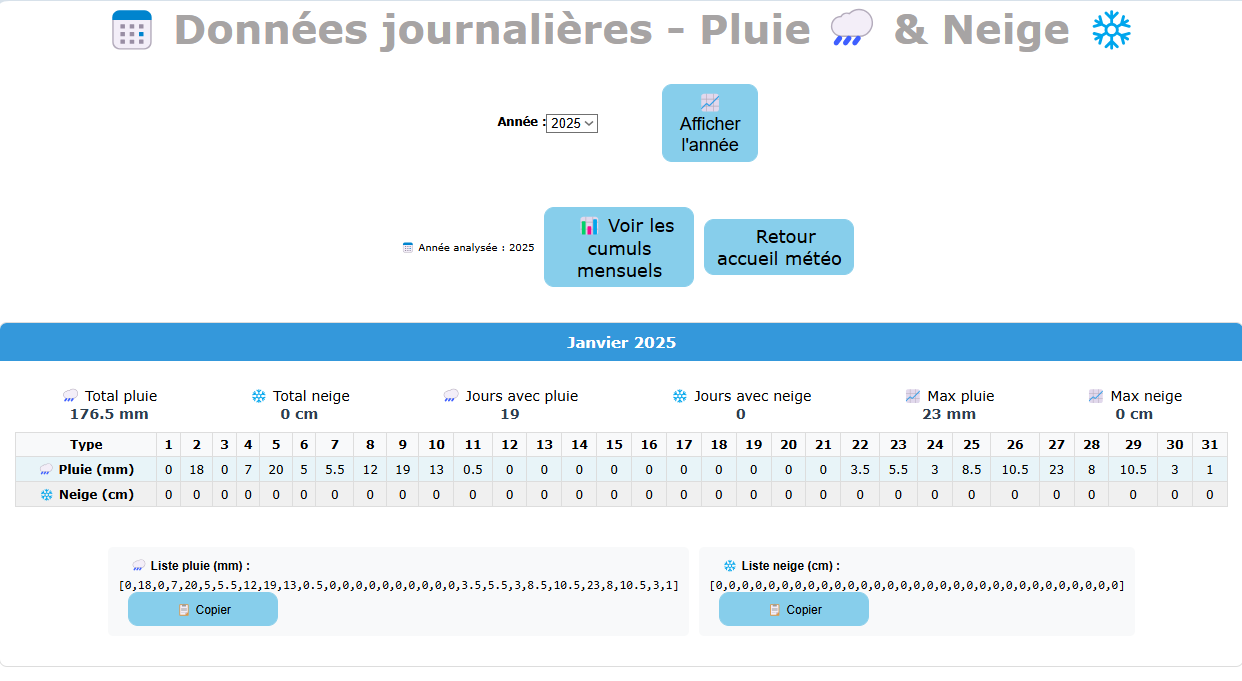 Données journalières - Pluie & Neige
Année : 2025
Afficher
l'année
Année analysée : 2025
Voir les
cumuls
mensuels
Retour
accueil météo
Janvier 2025
Total pluie
176.5 mm
Total neige
0 cm
Jours avec pluie
19
Jours avec neige
0
Max pluie
23 mm
Max neige
0 cm
Type 1 2 3 4 5 6 7 8 9 10 11 12 13 14 15 16 17 18 19 20 21 22 23 24 25 26 27 28 29 30 31
Pluie (mm) 0 18 0 7 20 5 5.5 12 19 13 0.5 0 0 0 0 0 0 0 0 0 0 3.5 5.5 3 8.5 10.5 23 8 10.5 3 1
Neige (cm) 0 0 0 0 0 0 0 0 0 0 0 0 0 0 0 0 0 0 0 0 0 0 0 0 0 0 0 0 0 0 0
Liste pluie (mm) :
[0,18,0,7,20,5,5.5,12,19,13,0.5,0,0,0,0,0,0,0,0,0,0,3.5,5.5,3,8.5,10.5,23,8,10.5,3,1]
Copier
Liste neige (cm) :
[0,0,0,0,0,0,0,0,0,0,0,0,0,0,0,0,0,0,0,0,0,0,0,0,0,0,0,0,0,0,0]
Copier